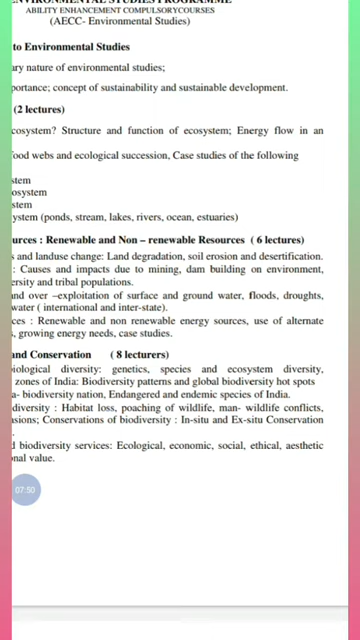 ENVIRONMENTAL STUDIES PROGRAMME
ABILITY ENHANCEMENT COMPULSORYCOURSES
(AECC- Environmental Studies)
to Environmental Studies
ary nature of environmental studies;
portance; concept of sustainability and sustainable development.
(2 lectures)
cosystem? Structure and function of ecosystem; Energy flow in an
food webs and ecological succession, Case studies of the following
stem
osystem
stem
ystem (ponds, stream, lakes, rivers, ocean, estuaries)
urces : Renewable and Non – renewable Resources ( 6 lectures)
s and landuse change: Land degradation, soil erosion and desertification.
: Causes and impacts due to mining, dam building on environment,
ersity and tribal populations.
and over –exploitation of surface and ground water, floods, droughts,
water ( international and inter-state).
ces : Renewable and non renewable energy sources, use of alternate
, growing energy needs, case studies.
and Conservation ( 8 lecturers)
iological diversity: genetics, species and ecosystem diversity,
zones of India: Biodiversity patterns and global biodiversity hot spots
a- biodiversity nation, Endangered and endemic species of India.
diversity : Habitat loss, poaching of wildlife, man- wildlife conflicts,
sions; Conservations of biodiversity : In-situ and Ex-situ Conservation
.
d biodiversity services: Ecological, economic, social, ethical, aesthetic
onal value.
07:50